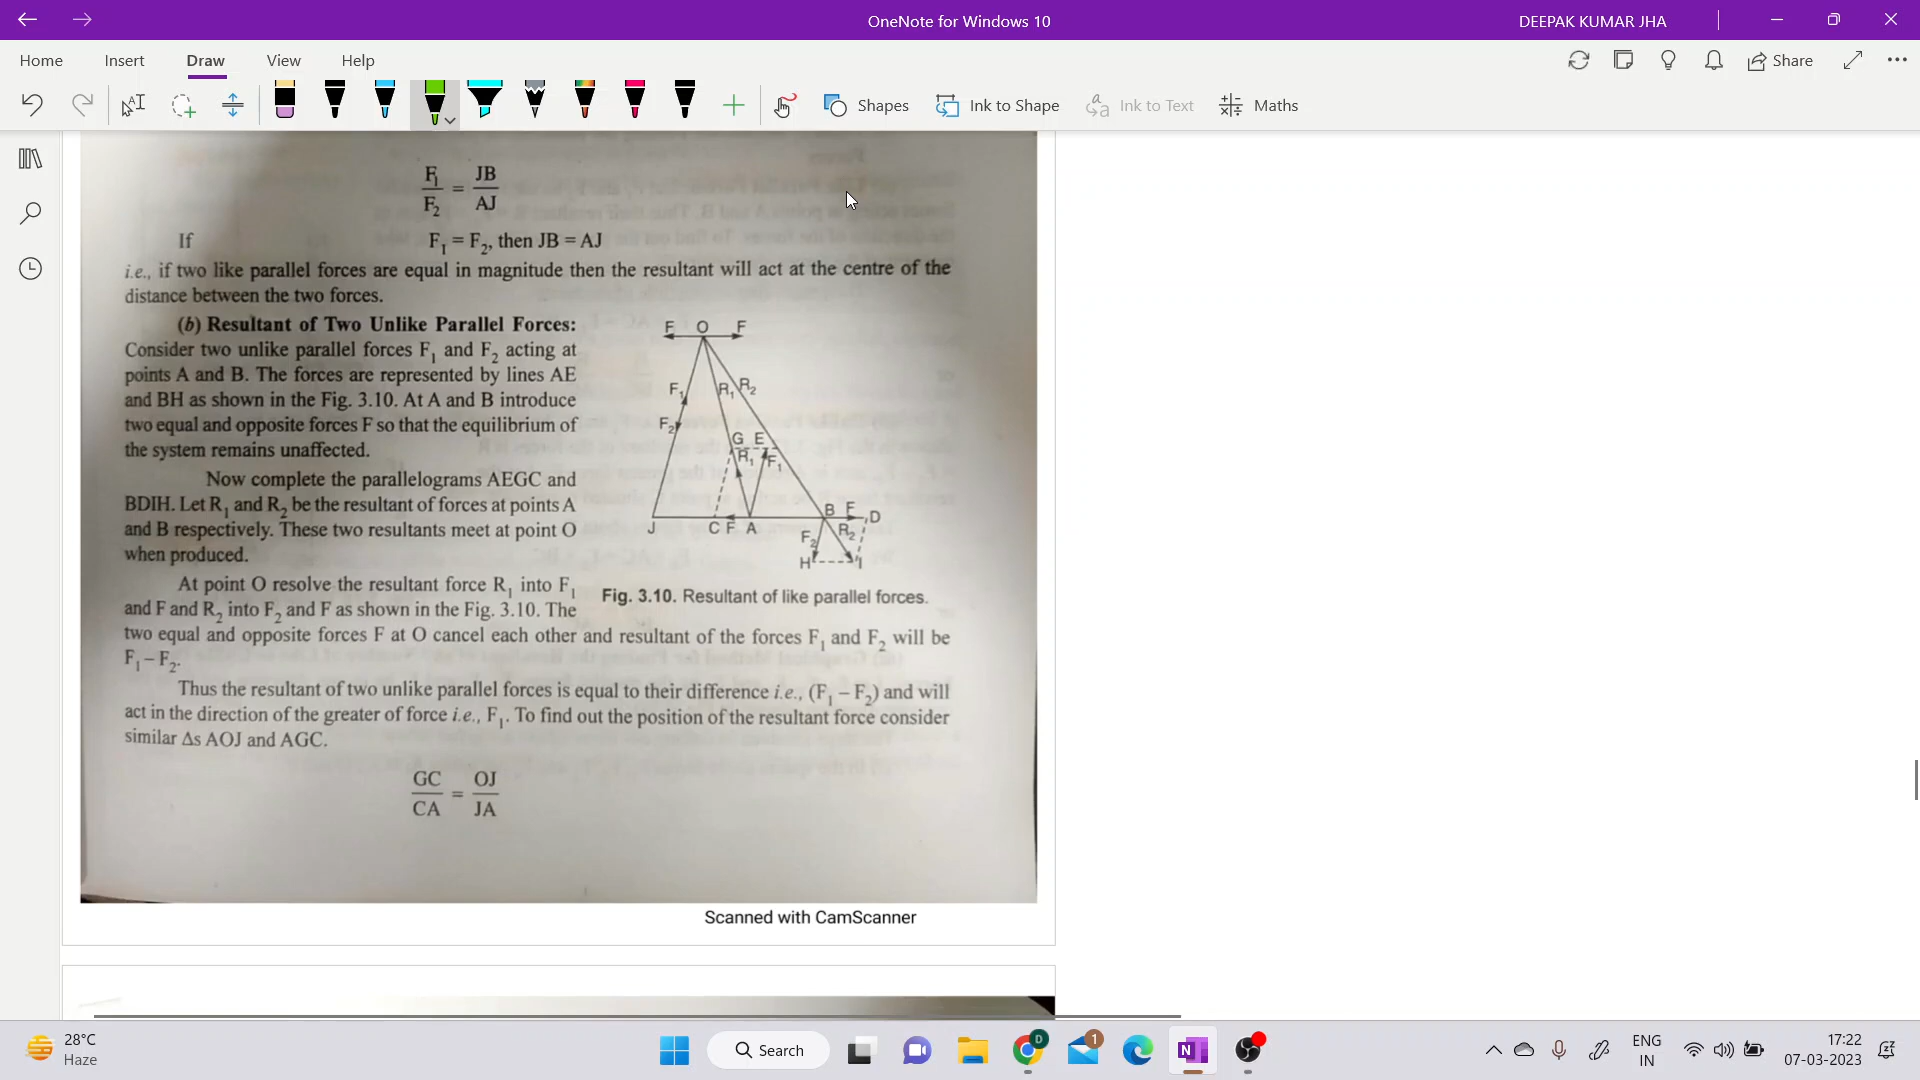 OneNote for Windows 10
DEEPAK KUMAR JHA
Home Insert Draw View Help
Share
Shapes Ink to Shape Ink to Text Maths
F1/F2 = JB/AJ
If F1 = F2, then JB = AJ
i.e., if two like parallel forces are equal in magnitude then the resultant will act at the centre of the
distance between the two forces.
(b) Resultant of Two Unlike Parallel Forces:
Consider two unlike parallel forces F1 and F2 acting at
points A and B. The forces are represented by lines AE
and BH as shown in the Fig. 3.10. At A and B introduce
two equal and opposite forces F so that the equilibrium of
the system remains unaffected.
Now complete the parallelograms AEGC and
BDIH. Let R1 and R2 be the resultant of forces at points A
and B respectively. These two resultants meet at point O
when produced.
At point O resolve the resultant force R1 into F1
and F and R2 into F2 and F as shown in the Fig. 3.10. The
F O F
F1 R1 R2
F2
G E
R1 F1
B F D
J C F A
F2 R2
H I
Fig. 3.10. Resultant of like parallel forces.
two equal and opposite forces F at O cancel each other and resultant of the forces F1 and F2 will be
F1 – F2.
Thus the resultant of two unlike parallel forces is equal to their difference i.e., (F1 – F2) and will
act in the direction of the greater of force i.e., F1. To find out the position of the resultant force consider
similar Δs AOJ and AGC.
GC/CA = OJ/JA
Scanned with CamScanner
28°C
Haze
Search
D
1
N
ENG
IN
17:22
07-03-2023